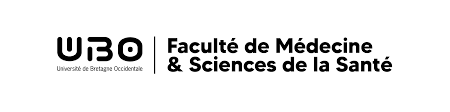 UBO
Université de Bretagne Occidentale
Faculté de Médecine
& Sciences de la Santé